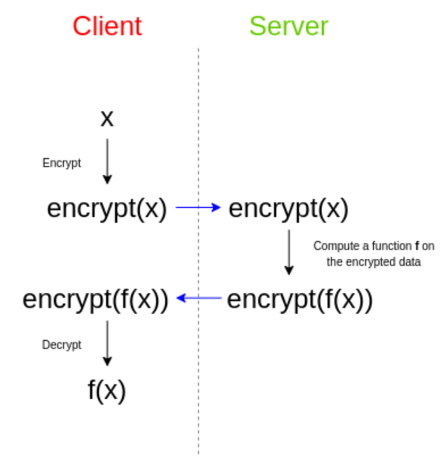 Client
Server
x
Encrypt
encrypt(x)
encrypt(x)
Compute a function f on
the encrypted data
encrypt(f(x))
encrypt(f(x))
Decrypt
f(x)